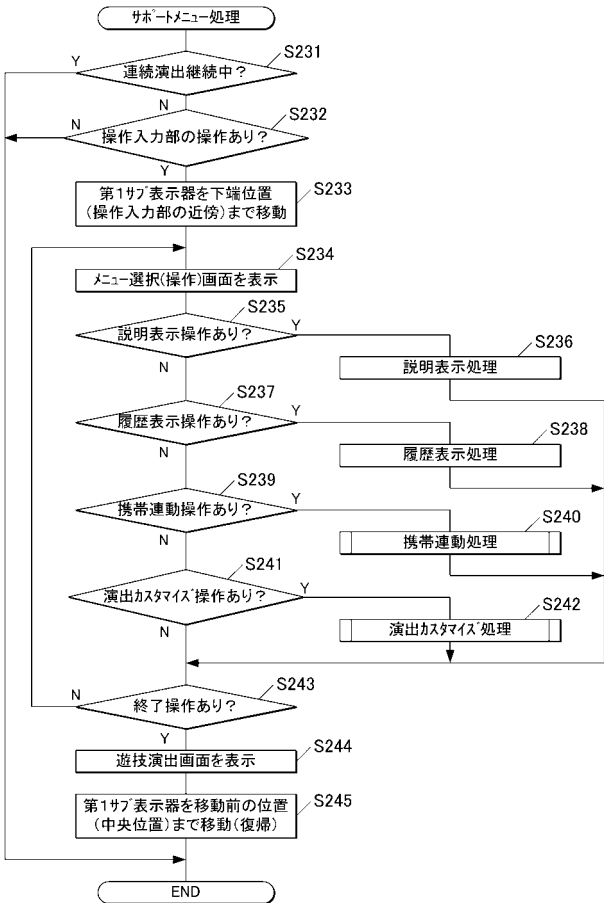 サポートメニュー処理
S231
Y
連続演出継続中？
N
S232
N
操作入力部の操作あり？
Y
S233
第1サブ表示器を下端位置
(操作入力部の近傍)まで移動
S234
メニュー選択(操作)画面を表示
S235
説明表示操作あり？
Y
S236
説明表示処理
N
S237
履歴表示操作あり？
Y
S238
履歴表示処理
N
S239
携帯連動操作あり？
Y
S240
携帯連動処理
N
S241
演出カスタマイズ操作あり？
Y
S242
演出カスタマイズ処理
N
S243
N
終了操作あり？
Y
S244
遊技演出画面を表示
S245
第1サブ表示器を移動前の位置
(中央位置)まで移動(復帰)
END